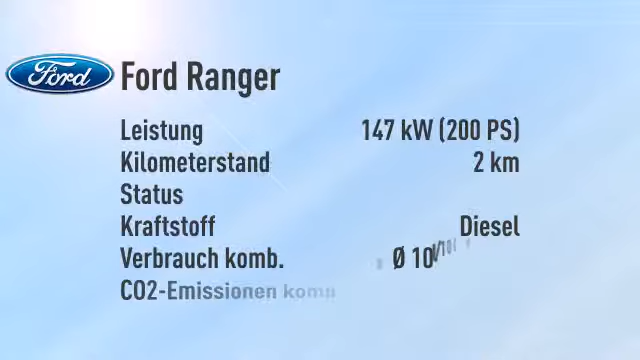 Ford Ford Ranger
Leistung 147 kW (200 PS)
Kilometerstand 2 km
Status
Kraftstoff Diesel
Verbrauch komb. Ø 10
CO2-Emissionen